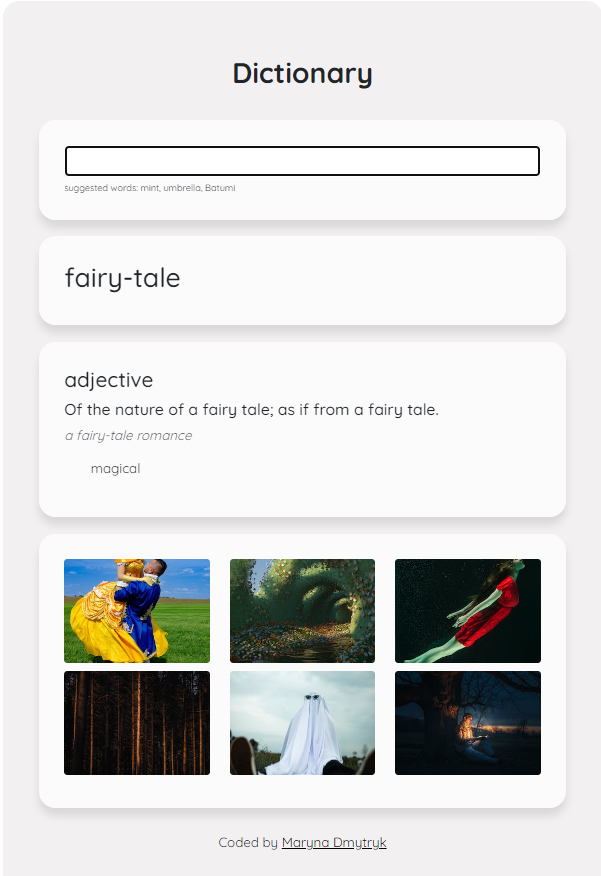 Dictionary
suggested words: mint, umbrella, Batumi
fairy-tale
adjective
Of the nature of a fairy tale; as if from a fairy tale.
a fairy-tale romance
magical
Coded by Maryna Dmytryk